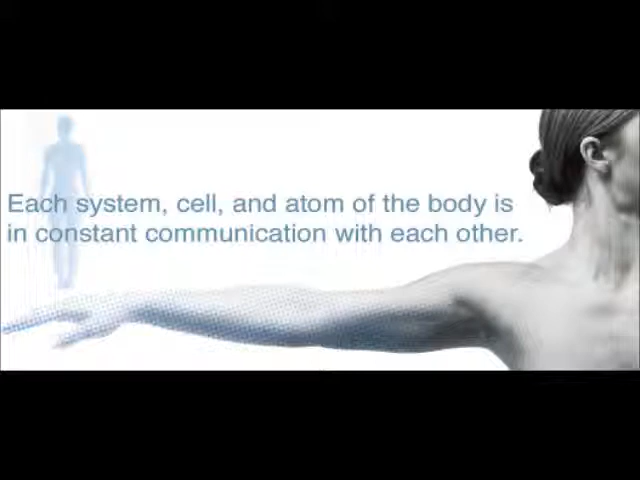 Each system, cell, and atom of the body is
in constant communication with each other.